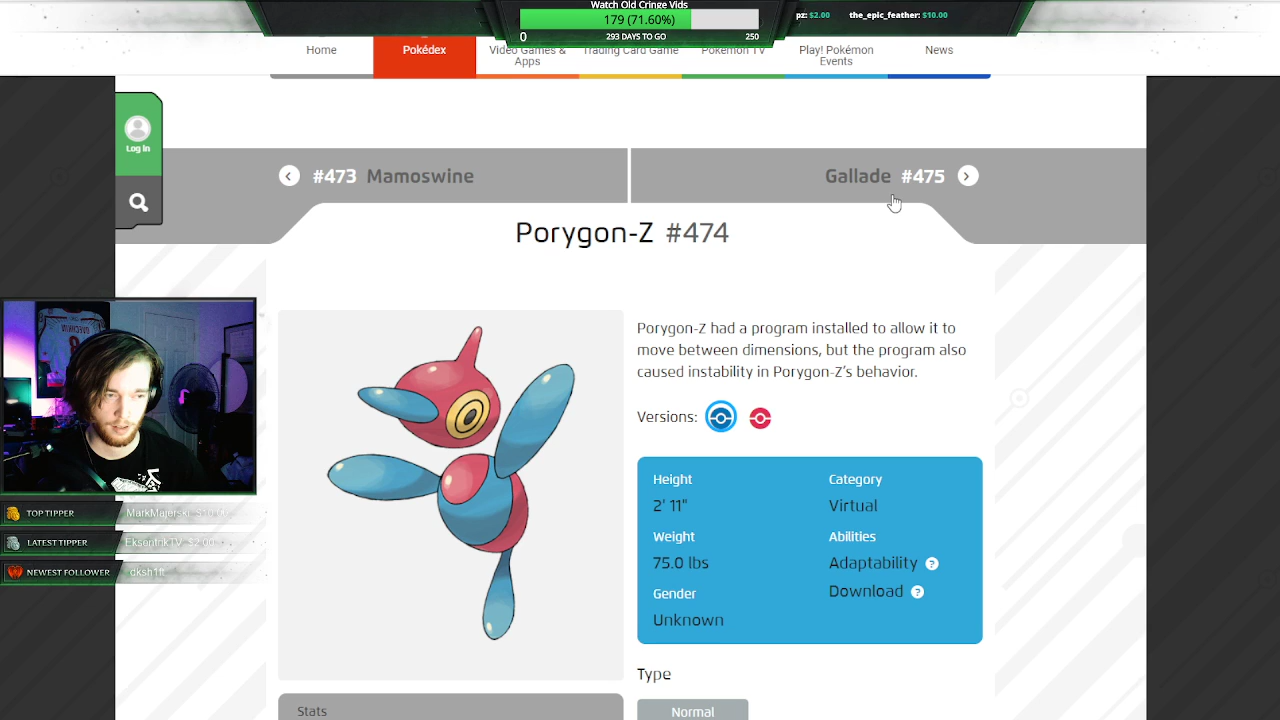 Watch Old Cringe Vids
179 (71.60%)
0
293 DAYS TO GO
250
pz: $2.00
the_epic_feather: $10.00
Home
Pokédex
Video Games &
Apps
Trading Card Game
Pokémon TV
Play! Pokémon
Events
News
Log in
#473 Mamoswine
Gallade #475
Porygon-Z #474
Porygon-Z had a program installed to allow it to
move between dimensions, but the program also
caused instability in Porygon-Z's behavior.
Versions:
Height
2' 11"
Weight
75.0 lbs
Gender
Unknown
Category
Virtual
Abilities
Adaptability ?
Download ?
Type
Normal
Stats
TOP TIPPER
MarkMajerski:
LATEST TIPPER
EksentrikTV: $2.00
NEWEST FOLLOWER